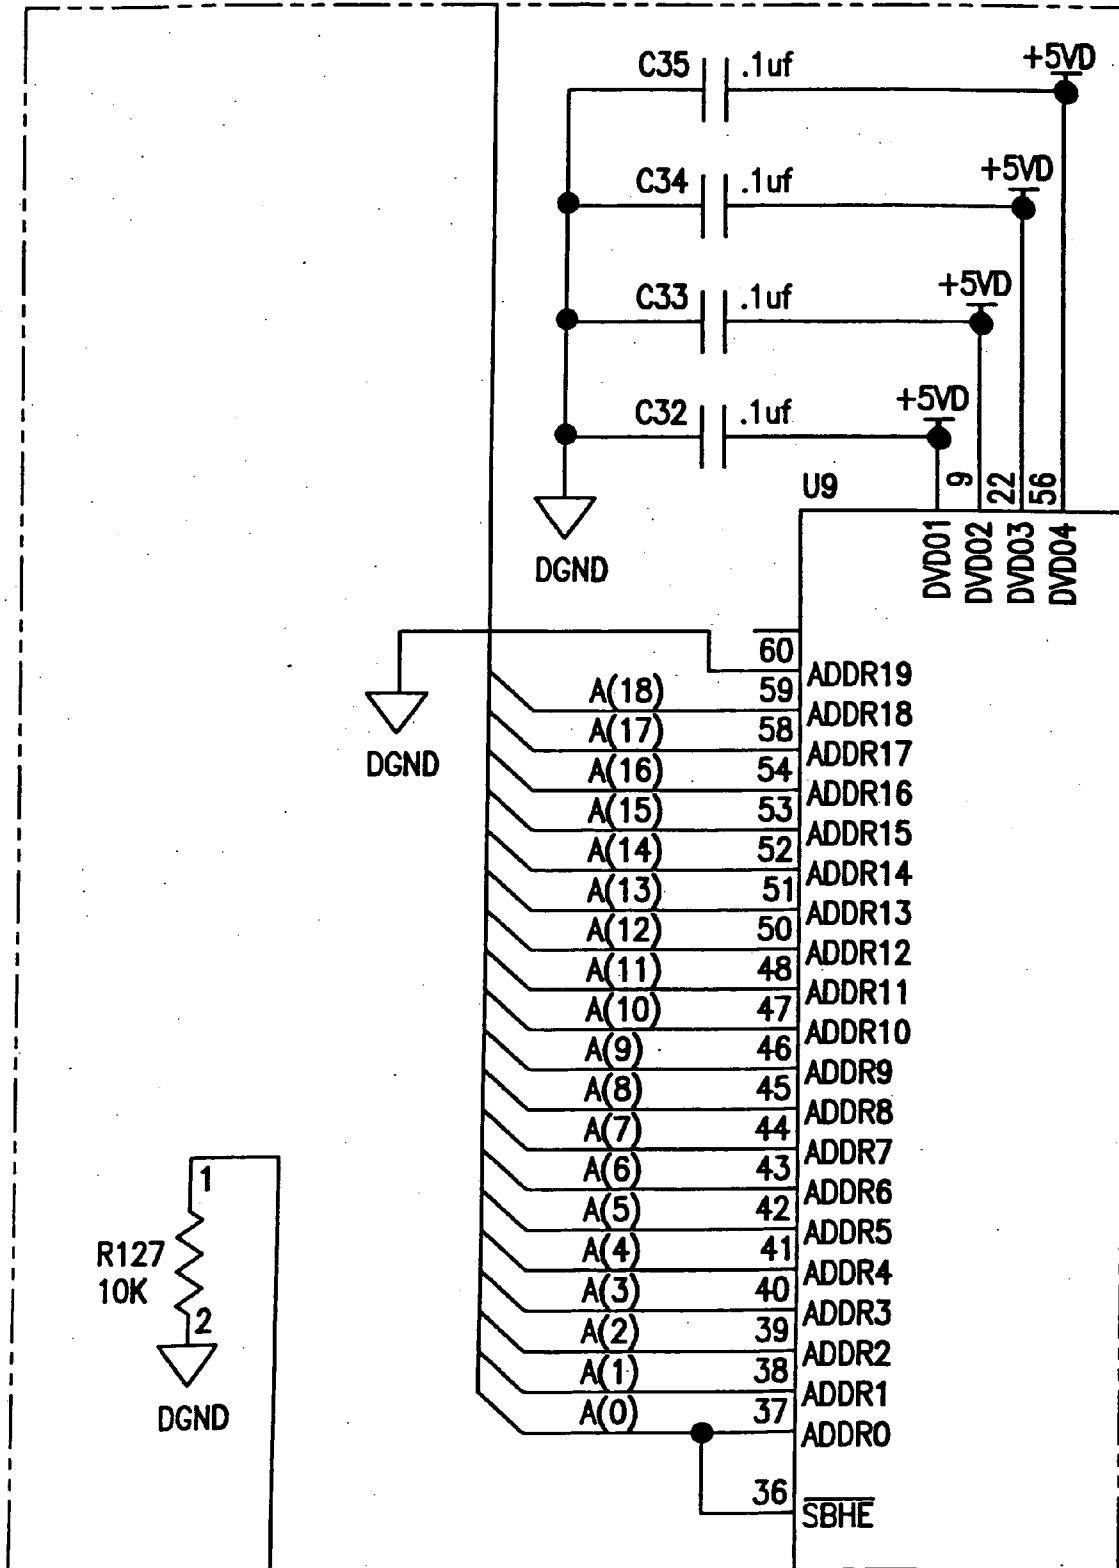 C35 .1uf +5VD
C34 .1uf +5VD
C33 .1uf +5VD
C32 .1uf +5VD
U9 9 22 56
DVD01 DVD02 DVD03 DVD04
DGND
60 ADDR19
A(18) 59 ADDR18
DGND
A(17) 58 ADDR17
A(16) 54 ADDR16
A(15) 53 ADDR15
A(14) 52 ADDR14
A(13) 51 ADDR13
A(12) 50 ADDR12
A(11) 48 ADDR11
A(10) 47 ADDR10
A(9) 46 ADDR9
A(8) 45 ADDR8
A(7) 44 ADDR7
1
A(6) 43 ADDR6
A(5) 42 ADDR5
R127
10K
A(4) 41 ADDR4
A(3) 40 ADDR3
2
A(2) 39 ADDR2
A(1) 38 ADDR1
DGND
A(0) 37 ADDR0
36 SBHE